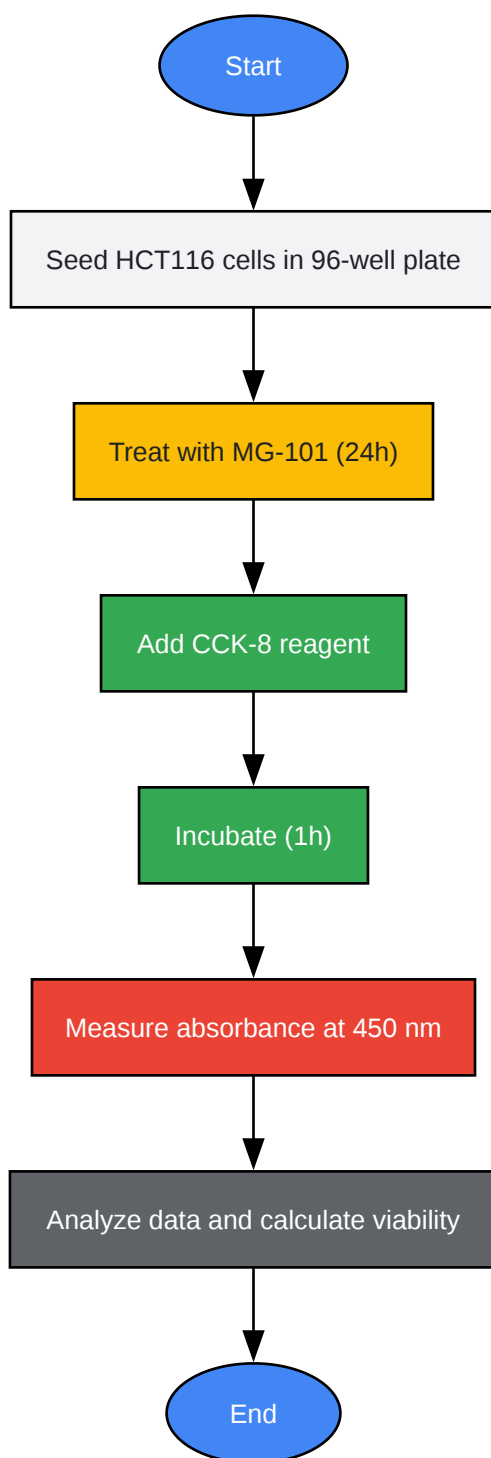 Start
Seed HCT116 cells in 96-well plate
Treat with MG-101 (24h)
Add CCK-8 reagent
Incubate (1h)
Measure absorbance at 450 nm
Analyze data and calculate viability
End